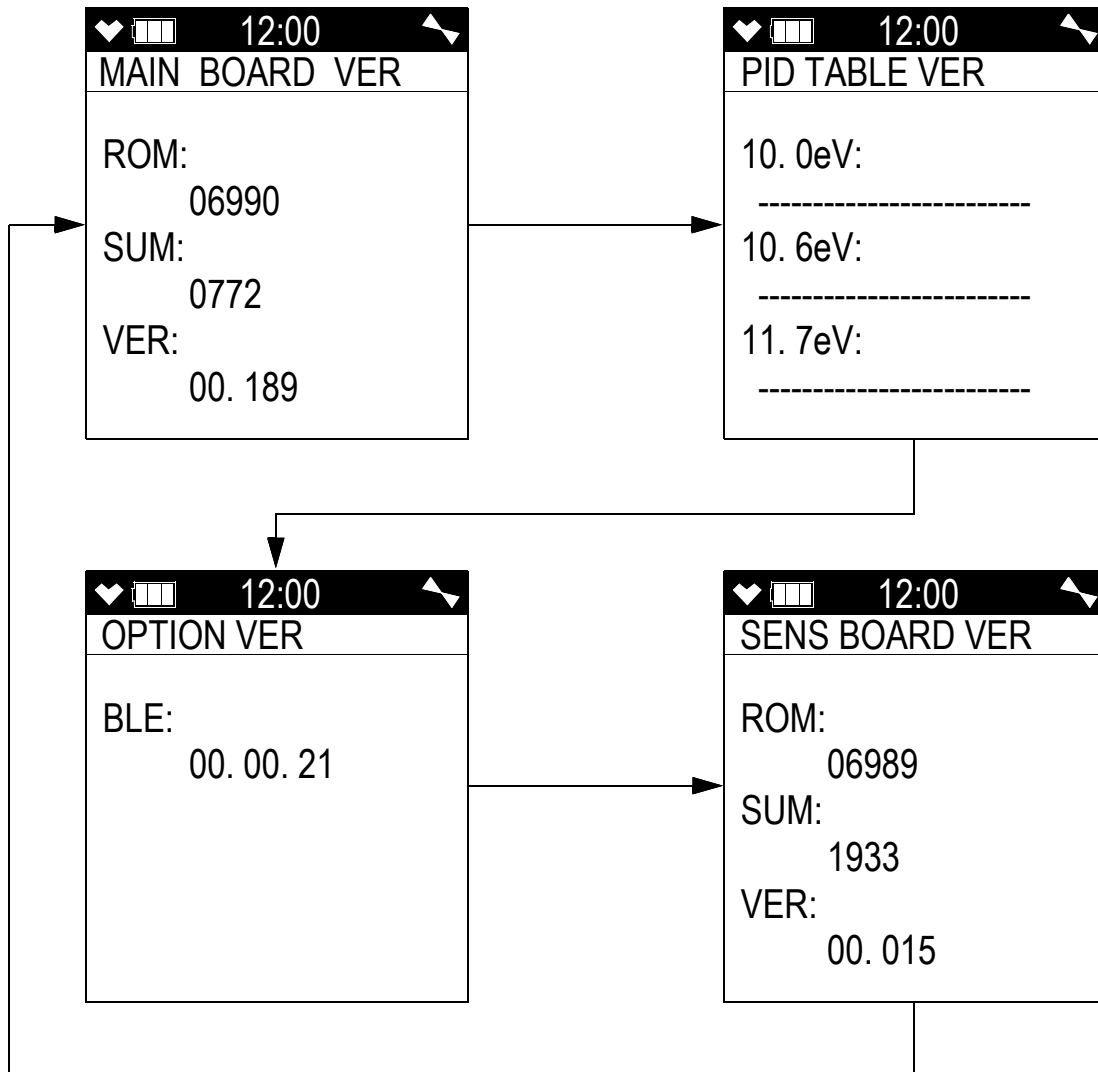 12:00
MAIN BOARD VER
ROM:
06990
SUM:
0772
VER:
00. 189
12:00
PID TABLE VER
10. 0eV:
-------------------------
10. 6eV:
-------------------------
11. 7eV:
-------------------------
12:00
OPTION VER
BLE:
00. 00. 21
12:00
SENS BOARD VER
ROM:
06989
SUM:
1933
VER:
00. 015